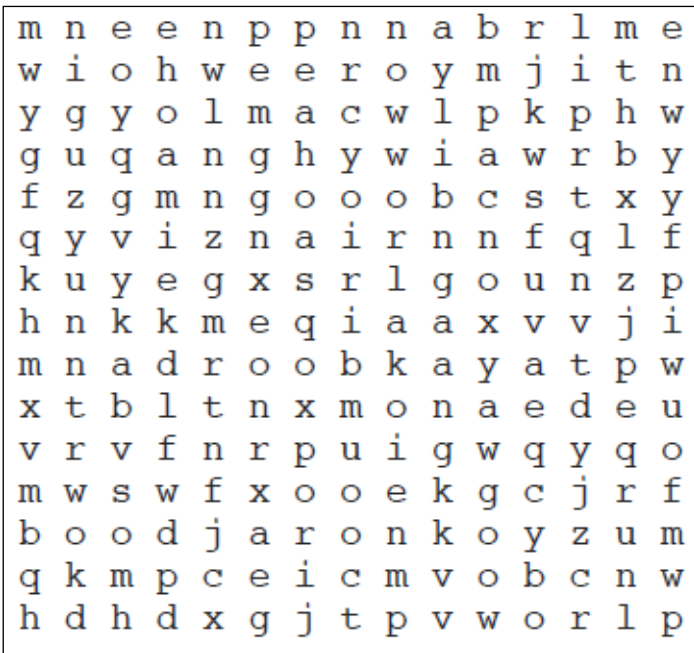 m n e e n p p n n a b r l m e
w i o h w e e r o y m j i t n
y g y o l m a c w l p k p h w
g u q a n g h y w i a w r b y
f z g m n g o o o b c s t x y
q y v i z n a i r n n f q l f
k u y e g x s r l g o u n z p
h n k k m e q i a a x v v j i
m n a d r o o b k a y a t p w
x t b l t n x m o n a e d e u
v r v f n r p u i g w q y q o
m w s w f x o o e k g c j r f
b o o d j a r o n k o y z u m
q k m p c e i c m v o b c n w
h d h d x g j t p v w o r l p